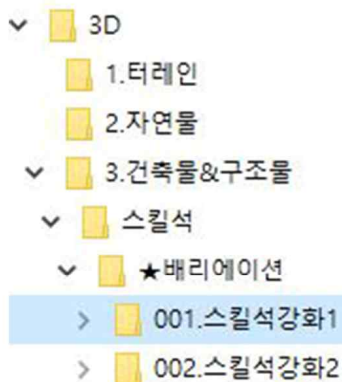 3D
1.터레인
2.자연물
3.건축물&구조물
스킬석
★배리에이션
001.스킬석강화1
002.스킬석강화2